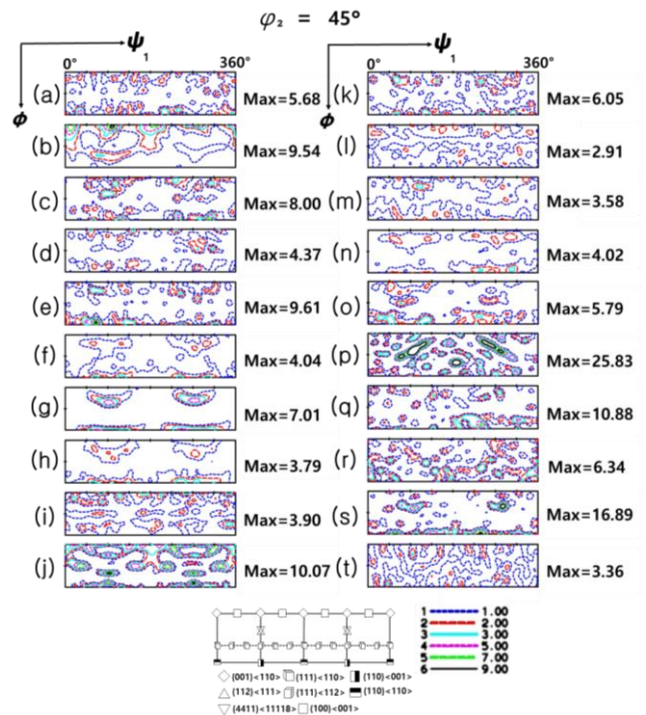 φ₂ = 45°
ψ
1
0° 360°
ϕ
(a) Max=5.68
(b) Max=9.54
(c) Max=8.00
(d) Max=4.37
(e) Max=9.61
(f) Max=4.04
(g) Max=7.01
(h) Max=3.79
(i) Max=3.90
(j) Max=10.07
ψ
1
0° 360°
ϕ
(k) Max=6.05
(l) Max=2.91
(m) Max=3.58
(n) Max=4.02
(o) Max=5.79
(p) Max=25.83
(q) Max=10.88
(r) Max=6.34
(s) Max=16.89
(t) Max=3.36
1 1.00
2 2.00
3 3.00
4 5.00
5 7.00
6 9.00
{001}<110> {111}<110> {110}<001>
{112}<111> {111}<112> {110}<110>
{4411}<11118> {100}<001>